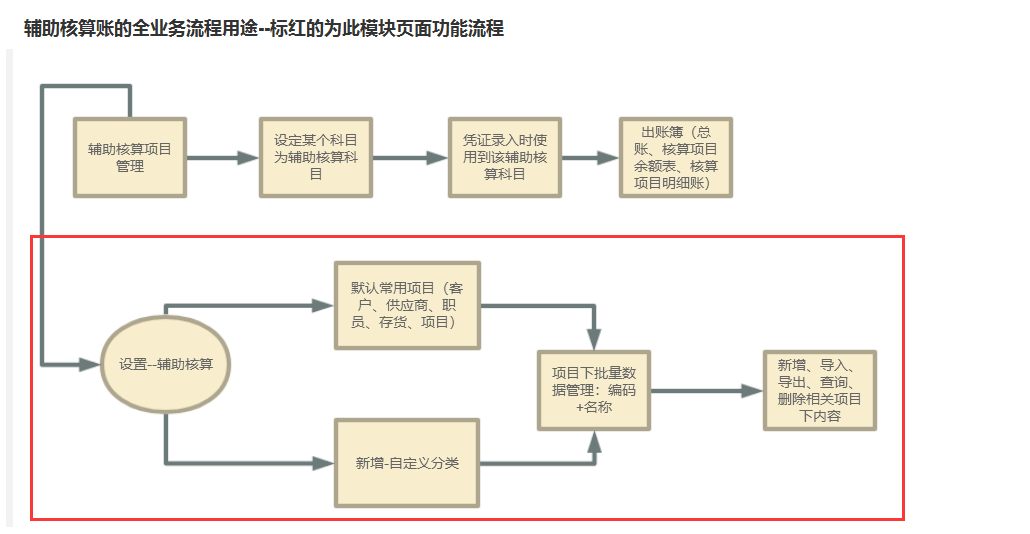 辅助核算账的全业务流程用途--标红的为此模块页面功能流程
辅助核算项目
管理
设定某个科目
为辅助核算科
目
凭证录入时使
用到该辅助核
算科目
出账簿（总
账、核算项目
余额表、核算
项目明细账）
设置--辅助核算
默认常用项目（客
户、供应商、职
员、存货、项目）
新增-自定义分类
项目下批量数
据管理：编码
+名称
新增、导入、
导出、查询、
删除相关项目
下内容